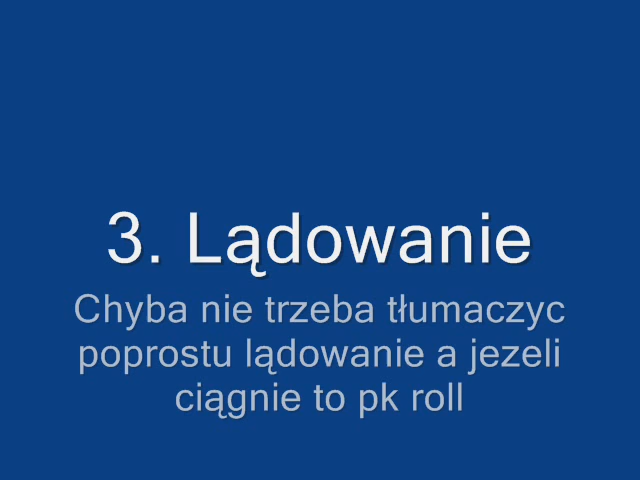 3. Lądowanie
Chyba nie trzeba tłumaczyc
poprostu lądowanie a jezeli
ciągnie to pk roll